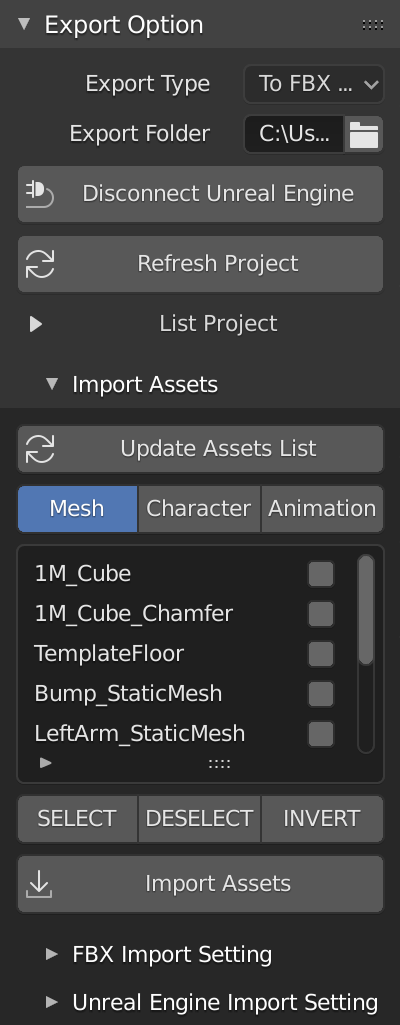 Export Option
Export Type To FBX ...
Export Folder C:\Us...
Disconnect Unreal Engine
Refresh Project
List Project
Import Assets
Update Assets List
Mesh Character Animation
1M_Cube
1M_Cube_Chamfer
TemplateFloor
Bump_StaticMesh
LeftArm_StaticMesh
SELECT DESELECT INVERT
Import Assets
FBX Import Setting
Unreal Engine Import Setting